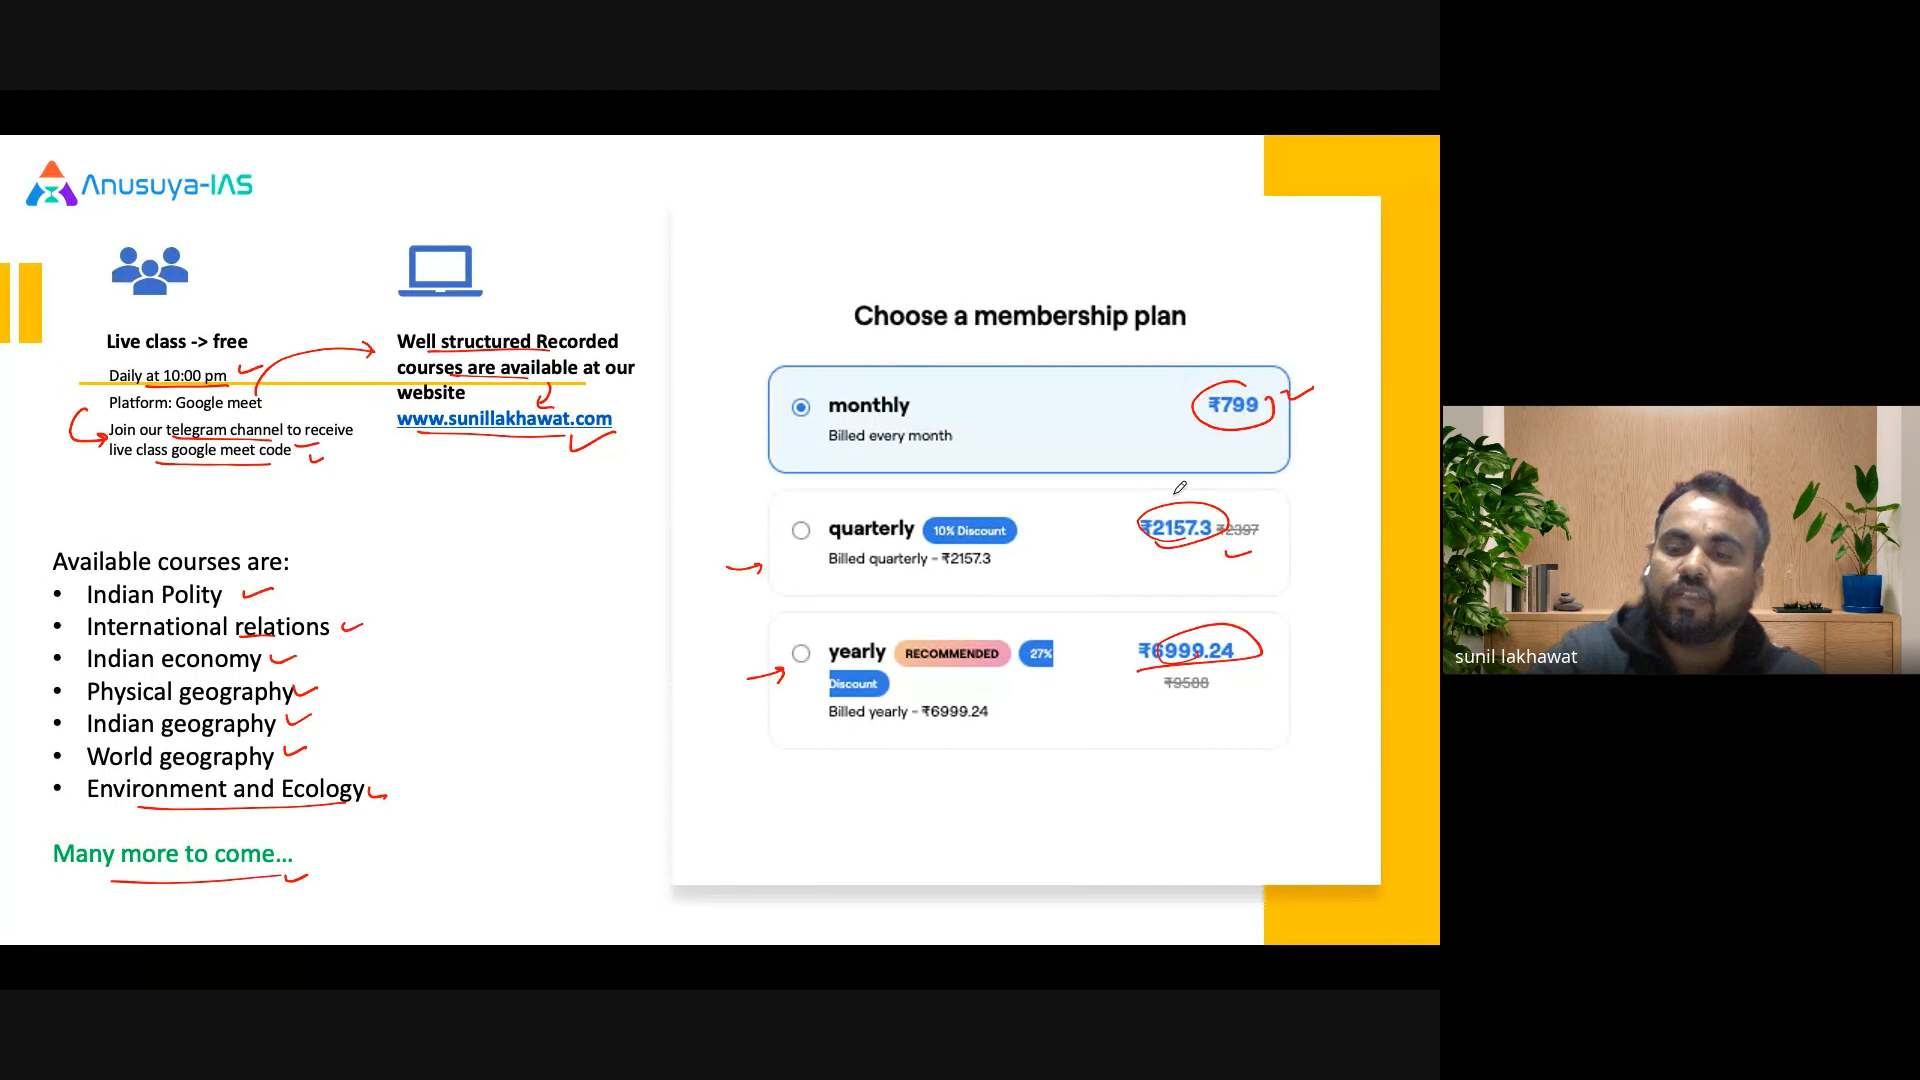 Anusuya-IAS
Live class -> free
Daily at 10:00 pm
Platform: Google meet
Join our telegram channel to receive
live class google meet code
Well structured Recorded
courses are available at our
website
www.sunillakhawat.com
Available courses are:
• Indian Polity
• International relations
• Indian economy
• Physical geography
• Indian geography
• World geography
• Environment and Ecology
Many more to come...
Choose a membership plan
monthly ₹799
Billed every month
quarterly 10% Discount ₹2157.3 ₹2397
Billed quarterly - ₹2157.3
yearly RECOMMENDED 27% ₹6999.24
Discount ₹9588
Billed yearly - ₹6999.24
sunil lakhawat